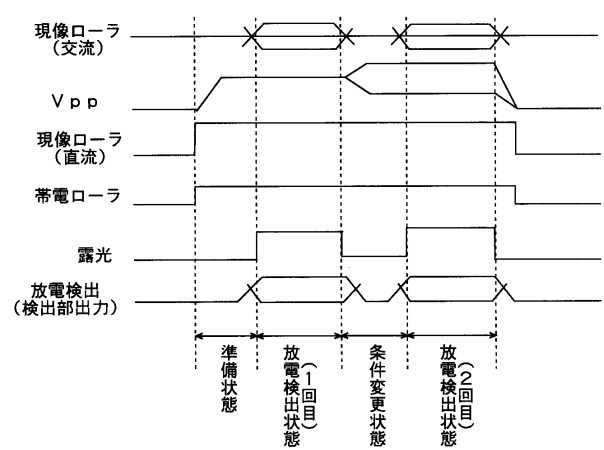 現像ローラ
(交流)
Vpp
現像ローラ
(直流)
帯電ローラ
露光
放電検出
(検出部出力)
準備状態
放電検出状態
(1回目)
条件変更状態
放電検出状態
(2回目)